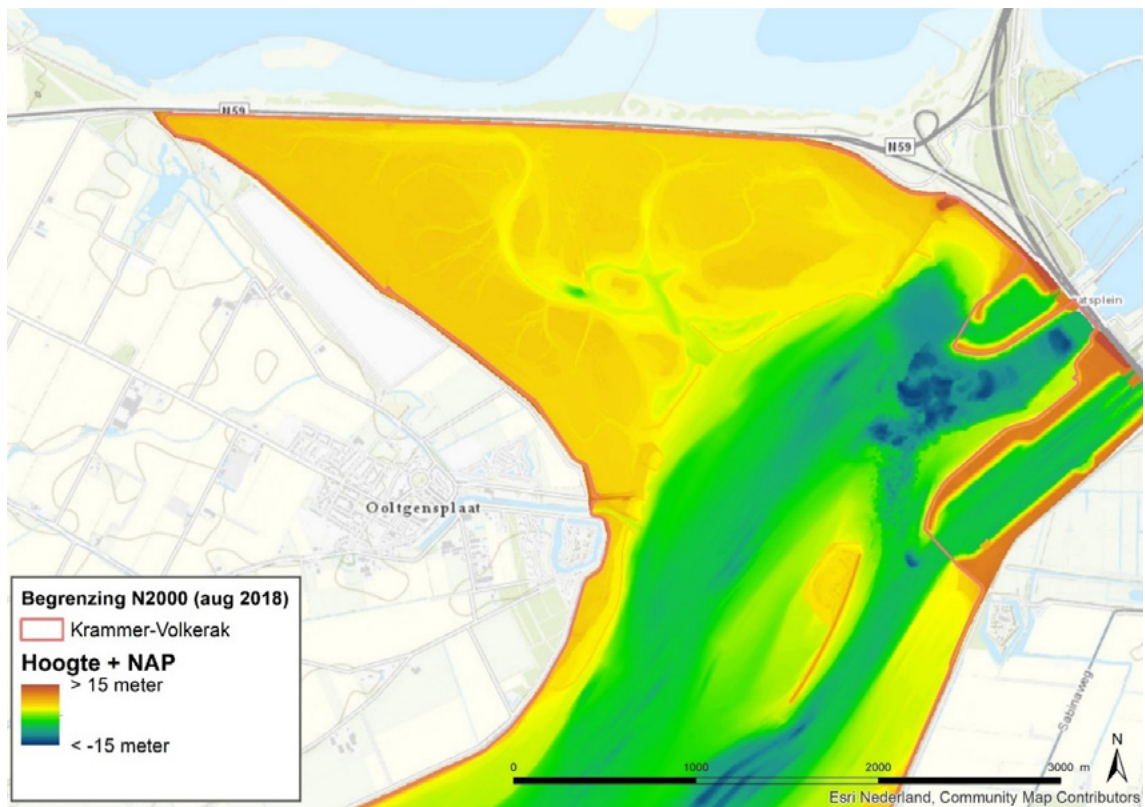 N59
N59
atsplein
Ooltgensplaat
Begrenzing N2000 (aug 2018)
Krammer-Volkerak
Hoogte + NAP
> 15 meter
< -15 meter
Sabinaweg
N
0 1000 2000 3000 m
Esri Nederland, Community Map Contributors